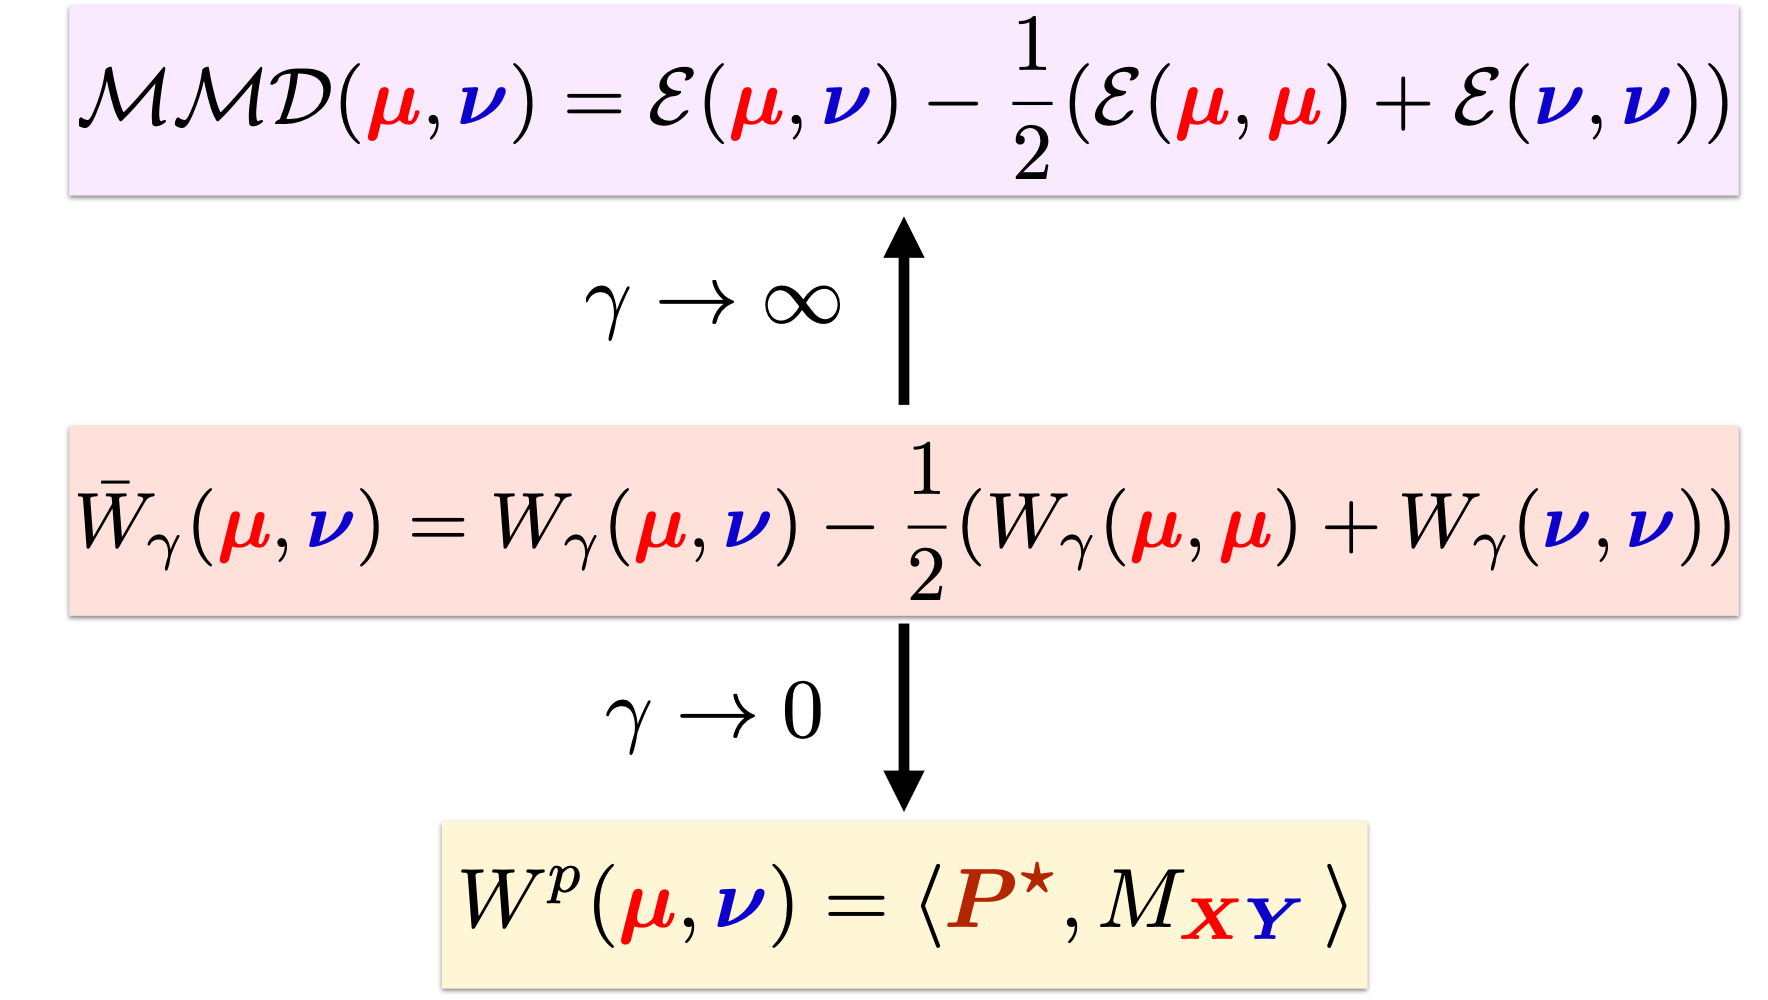 $\mathcal{MMD}(\boldsymbol{\mu},\boldsymbol{\nu}) = \mathcal{E}(\boldsymbol{\mu},\boldsymbol{\nu}) - \frac{1}{2}(\mathcal{E}(\boldsymbol{\mu},\boldsymbol{\mu}) + \mathcal{E}(\boldsymbol{\nu},\boldsymbol{\nu}))$
$\gamma \to \infty$
$\bar{W}_\gamma(\boldsymbol{\mu},\boldsymbol{\nu}) = W_\gamma(\boldsymbol{\mu},\boldsymbol{\nu}) - \frac{1}{2}(W_\gamma(\boldsymbol{\mu},\boldsymbol{\mu}) + W_\gamma(\boldsymbol{\nu},\boldsymbol{\nu}))$
$\gamma \to 0$
$W^p(\boldsymbol{\mu},\boldsymbol{\nu}) = \langle \boldsymbol{P}^\star, M_{\boldsymbol{XY}} \rangle$